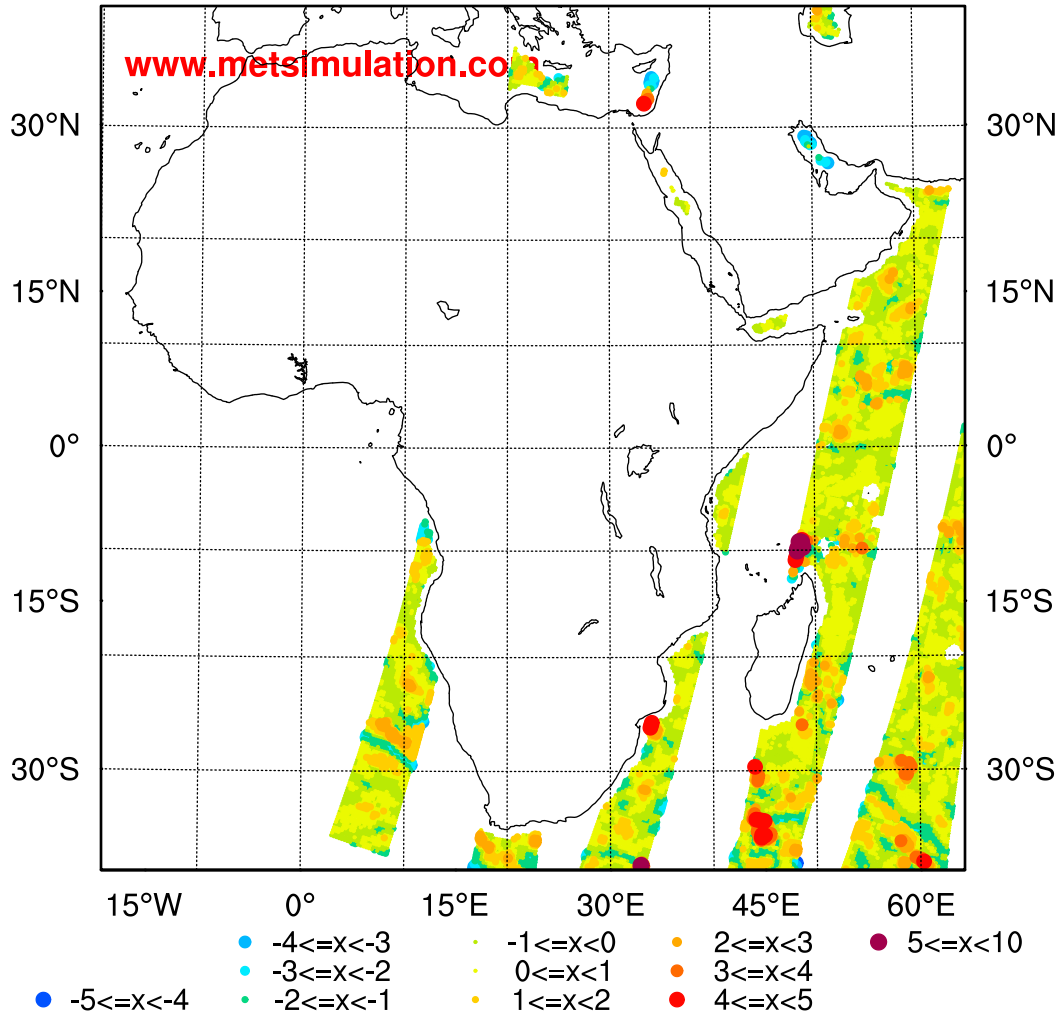 www.metsimulation.com
30°N 30°N
15°N 15°N
0° 0°
15°S 15°S
30°S 30°S
15°W 0° 15°E 30°E 45°E 60°E
-4<=x<-3 -1<=x<0 2<=x<3 5<=x<10
-3<=x<-2 0<=x<1 3<=x<4
-5<=x<-4 -2<=x<-1 1<=x<2 4<=x<5